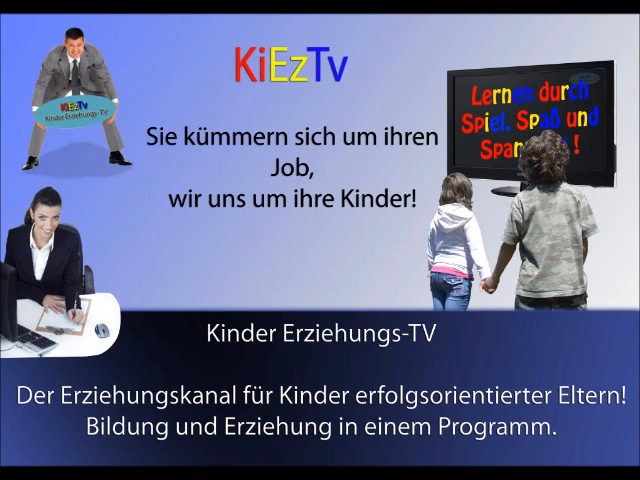 KiEzTv
KiEzTv
Kinder Erziehungs-TV
Lernen durch
Spiel, Spaß und
!
Sie kümmern sich um ihren
Job,
wir uns um ihre Kinder!
Kinder Erziehungs-TV
Der Erziehungskanal für Kinder erfolgsorientierter Eltern!
Bildung und Erziehung in einem Programm.